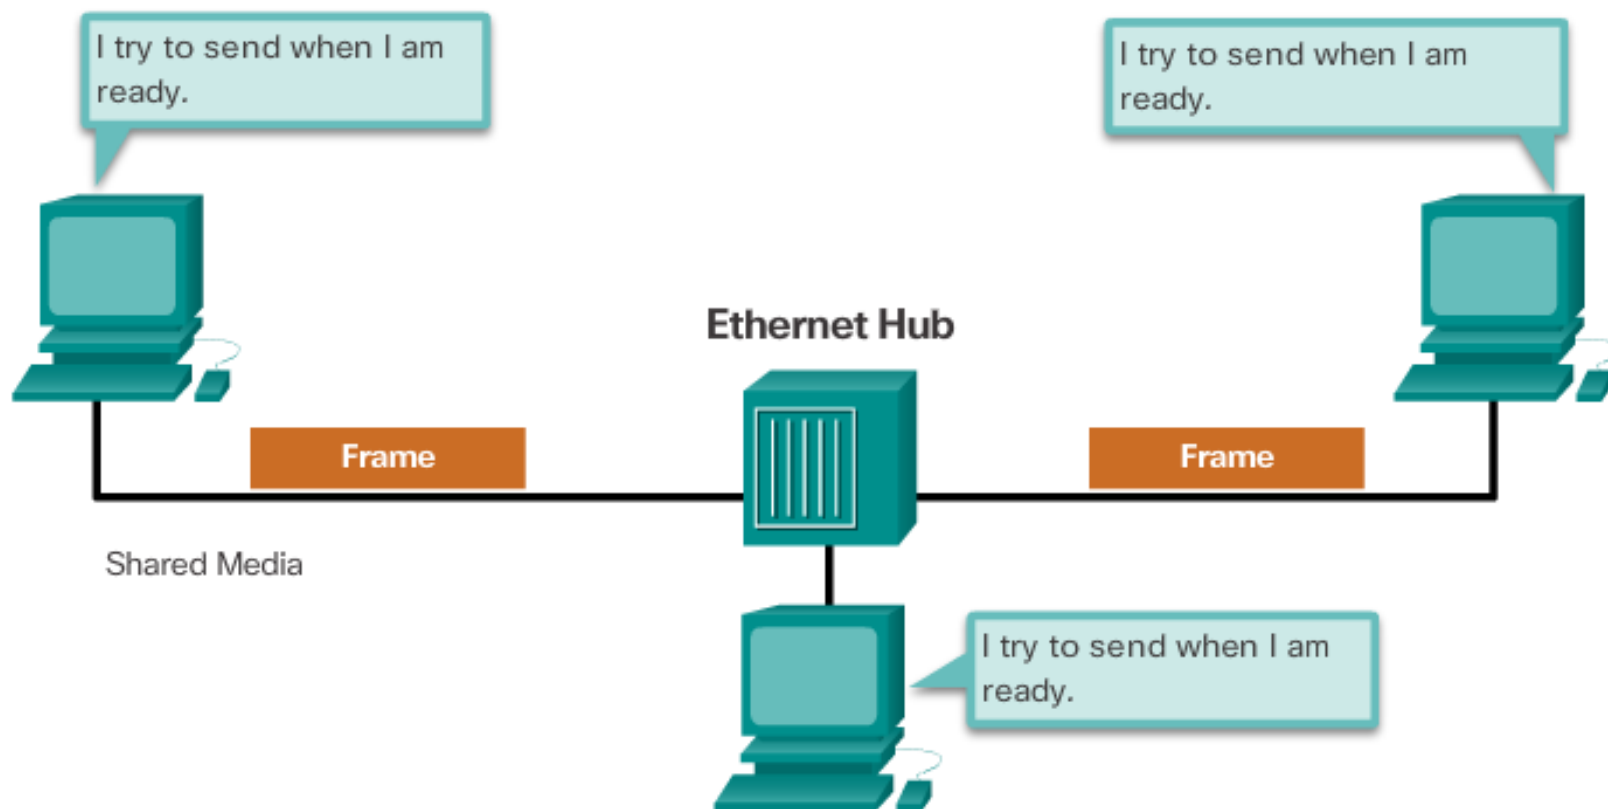 I try to send when I am
ready.
I try to send when I am
ready.
Ethernet Hub
Frame
Frame
Shared Media
I try to send when I am
ready.